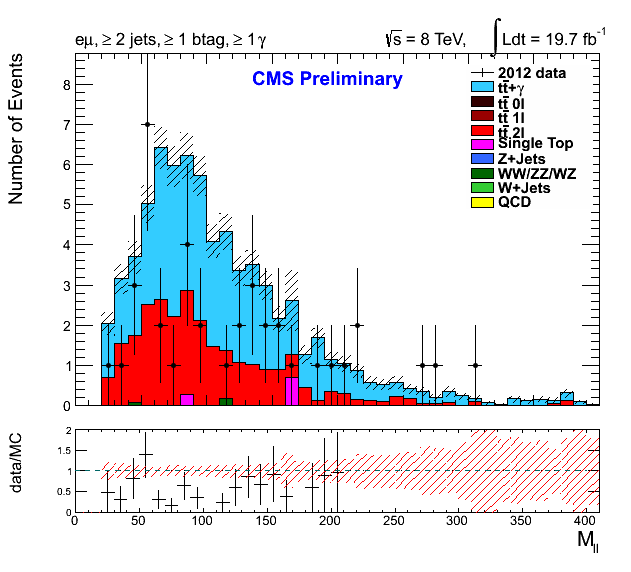 eμ, ≥ 2 jets, ≥ 1 btag, ≥ 1 γ
√s = 8 TeV, ∫ Ldt = 19.7 fb⁻¹
CMS Preliminary
2012 data
tt̄+γ
tt̄ 0l
tt̄ 1l
tt̄ 2l
Single Top
Z+Jets
WW/ZZ/WZ
W+Jets
QCD
Number of Events
8
7
6
5
4
3
2
1
0
data/MC
2
1.5
1
0.5
0
0 50 100 150 200 250 300 350 400
M_ll